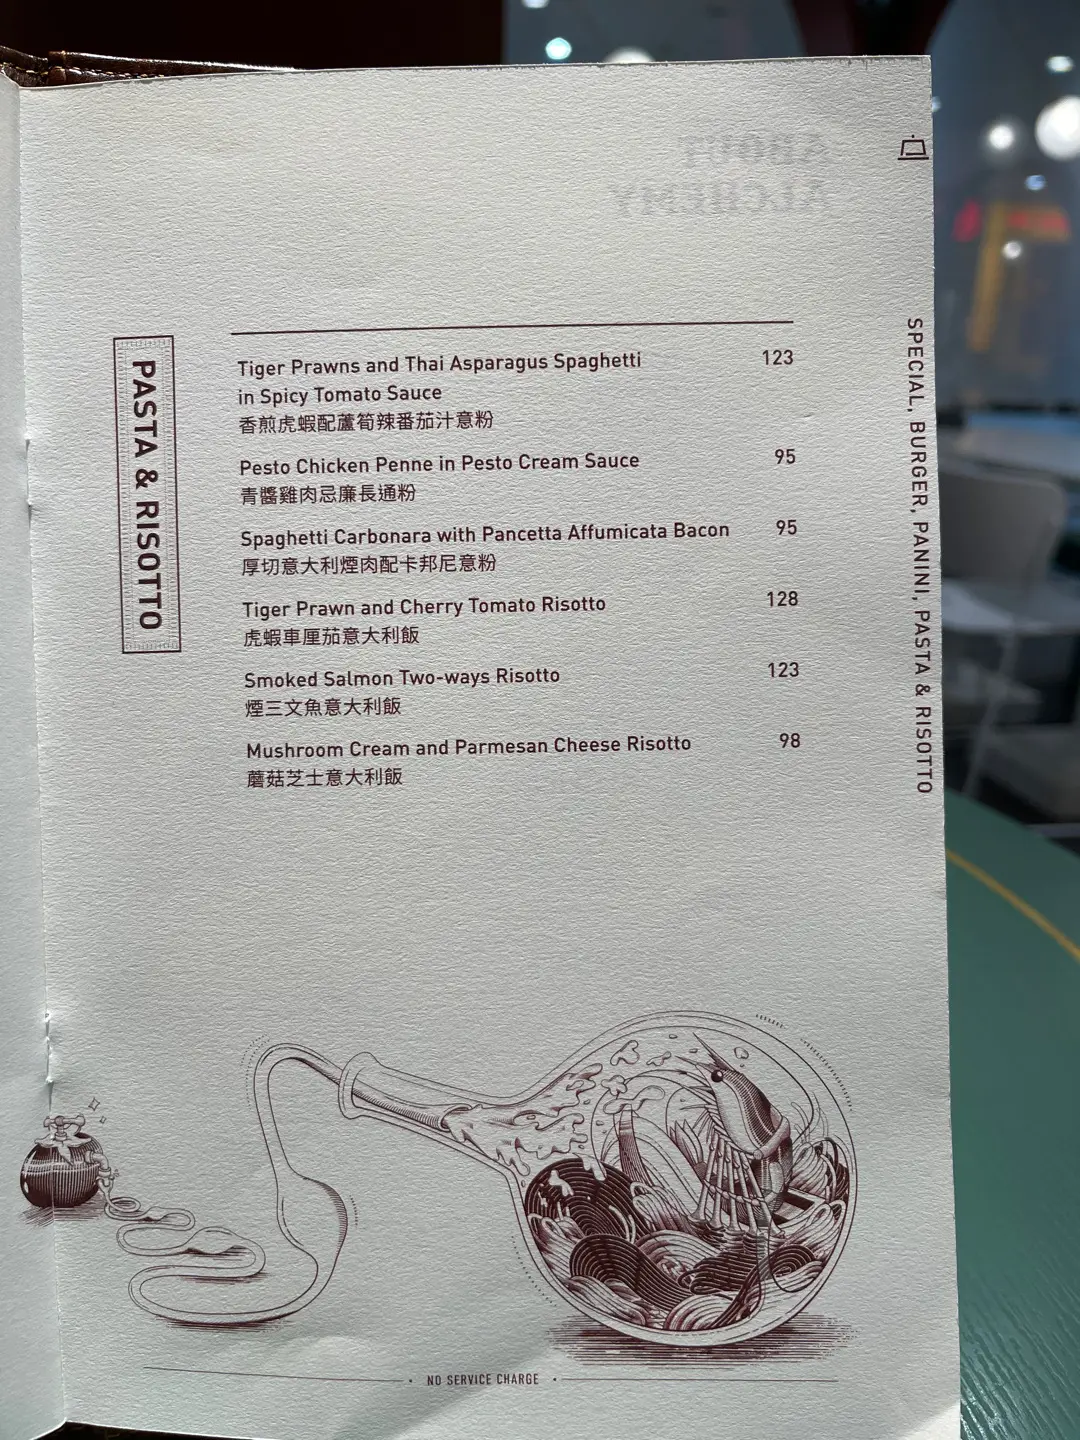 ABOUT
ALCHEMY
PASTA & RISOTTO
Tiger Prawns and Thai Asparagus Spaghetti 123
in Spicy Tomato Sauce
香煎虎蝦配蘆筍辣番茄汁意粉
Pesto Chicken Penne in Pesto Cream Sauce 95
青醬雞肉忌廉長通粉
Spaghetti Carbonara with Pancetta Affumicata Bacon 95
厚切意大利煙肉配卡邦尼意粉
Tiger Prawn and Cherry Tomato Risotto 128
虎蝦車厘茄意大利飯
Smoked Salmon Two-ways Risotto 123
煙三文魚意大利飯
Mushroom Cream and Parmesan Cheese Risotto 98
蘑菇芝士意大利飯
SPECIAL, BURGER, PANINI, PASTA & RISOTTO
• NO SERVICE CHARGE •